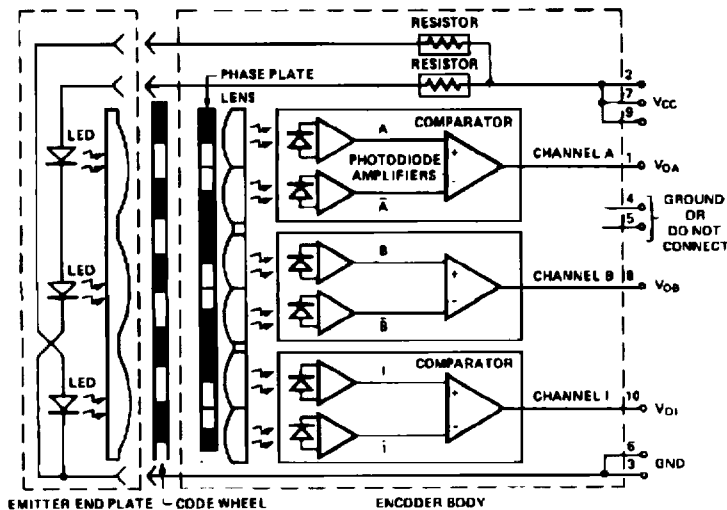 RESISTOR
RESISTOR
PHASE PLATE
LENS
2
7
9
VCC
LED
A
COMPARATOR
PHOTODIODE
AMPLIFIERS
Ā
+
-
CHANNEL A
1
VOA
4
5
GROUND
OR
DO NOT
CONNECT
LED
B
B̄
+
-
CHANNEL B
8
VOB
LED
I
COMPARATOR
Ī
+
-
CHANNEL I
10
VOI
6
3
GND
EMITTER END PLATE
CODE WHEEL
ENCODER BODY